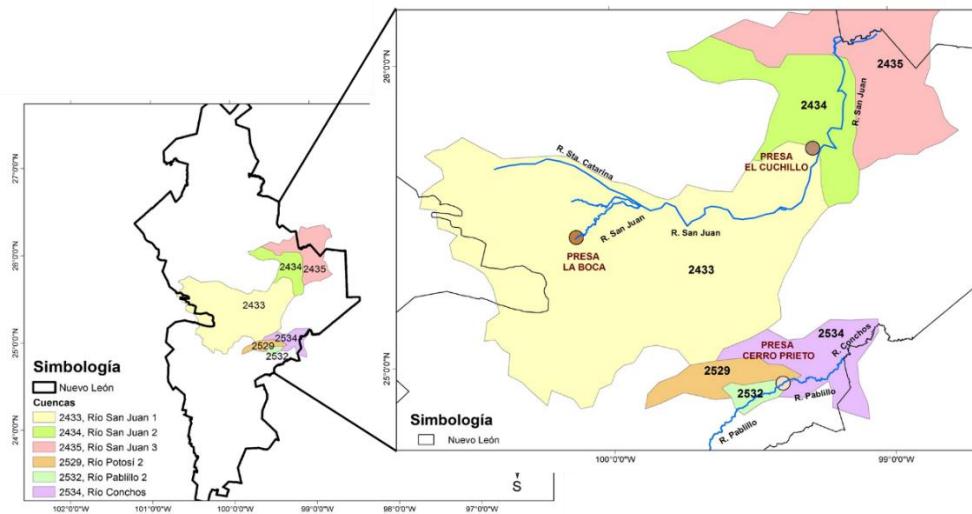 27°0'0"N
26°0'0"N
25°0'0"N
24°0'0"N
2434
2435
2433
2534
2529
2532
Simbología
Nuevo León
Cuencas
2433, Río San Juan 1
2434, Río San Juan 2
2435, Río San Juan 3
2529, Río Potosí 2
2532, Río Pablillo 2
2534, Río Conchos
102°0'0"W
101°0'0"W
100°0'0"W
99°0'0"W
98°0'0"W
97°0'0"W
S
26°0'0"N
25°0'0"N
2435
2434
R. San Juan
PRESA
EL CUCHILLO
R. Sta. Catarina
R. San Juan
R. San Juan
PRESA
LA BOCA
2433
2534
PRESA
CERRO PRIETO
R. Conchos
2529
2532
R. Pablillo
R. Pablillo
Simbología
Nuevo León
100°0'0"W
99°0'0"W